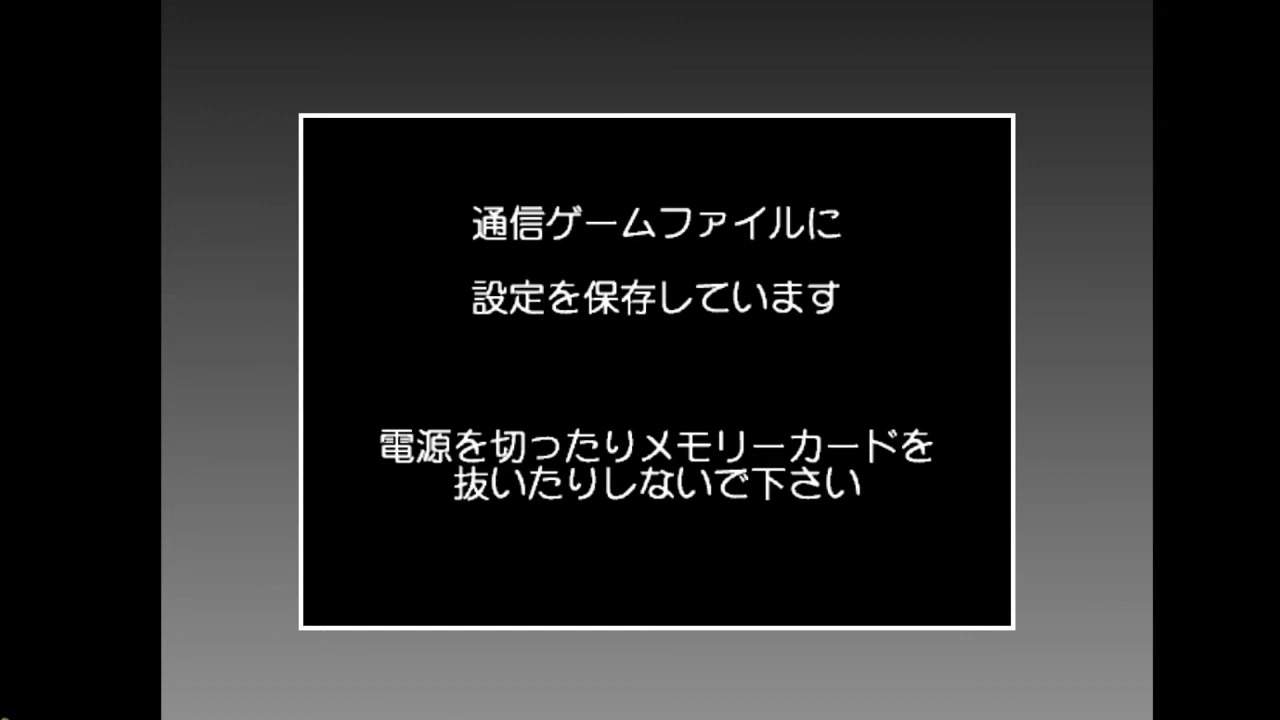 通信ゲームファイルに
設定を保存しています
電源を切ったりメモリーカードを
抜いたりしないで下さい